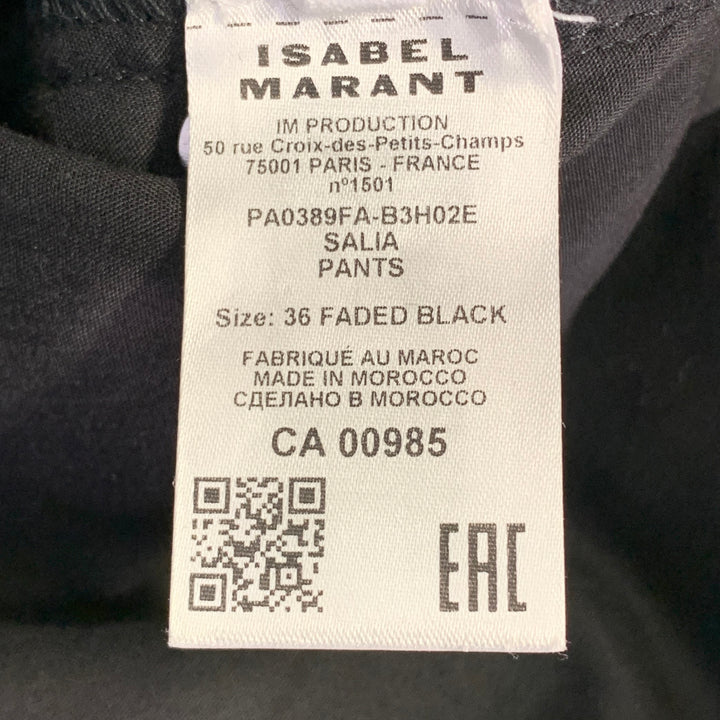 ISABEL
MARANT
IM PRODUCTION
50 rue Croix-des-Petits-Champs
75001 PARIS - FRANCE
nº1501
PA0389FA-B3H02E
SALIA
PANTS
Size: 36 FADED BLACK
FABRIQUÉ AU MAROC
MADE IN MOROCCO
СДЕЛАНО В MOROCCO
CA 00985
EAC